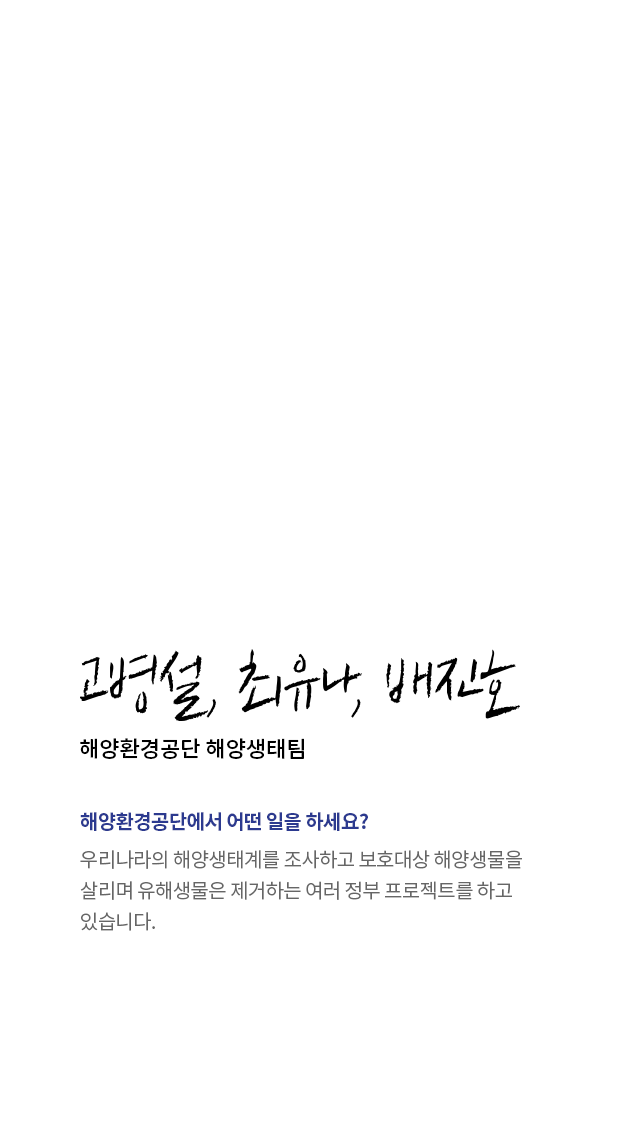 고병설, 최유나, 배진호
해양환경공단 해양생태팀
해양환경공단에서 어떤 일을 하세요?
우리나라의 해양생태계를 조사하고 보호대상 해양생물을
살리며 유해생물은 제거하는 여러 정부 프로젝트를 하고
있습니다.